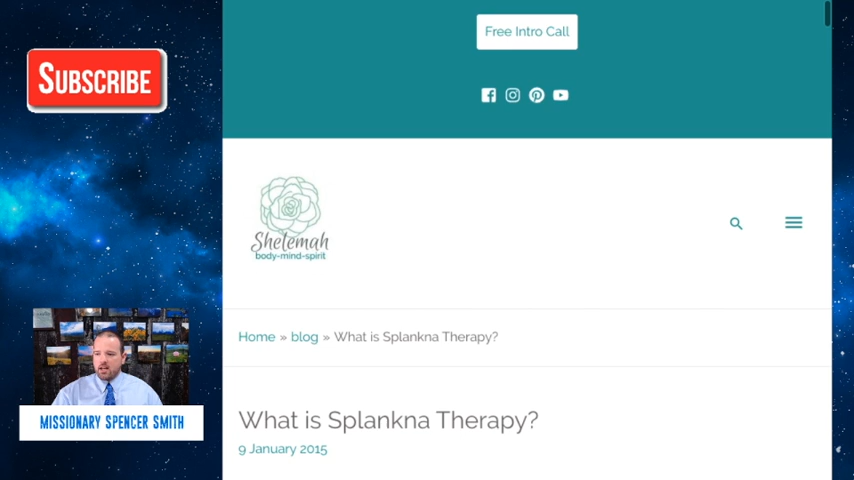 Free Intro Call
SUBSCRIBE
Shelemah
body-mind-spirit
Home » blog » What is Splankna Therapy?
What is Splankna Therapy?
9 January 2015
MISSIONARY SPENCER SMITH